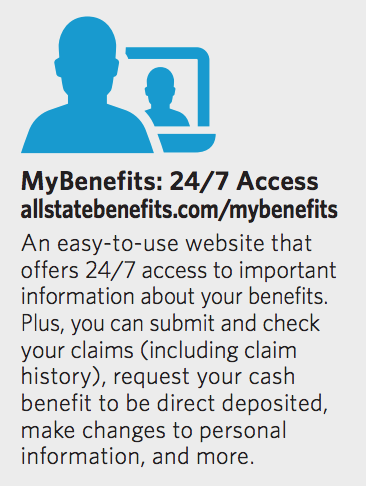 MyBenefits: 24/7 Access
allstatebenefits.com/mybenefits
An easy-to-use website that
offers 24/7 access to important
information about your benefits.
Plus, you can submit and check
your claims (including claim
history), request your cash
benefit to be direct deposited,
make changes to personal
information, and more.